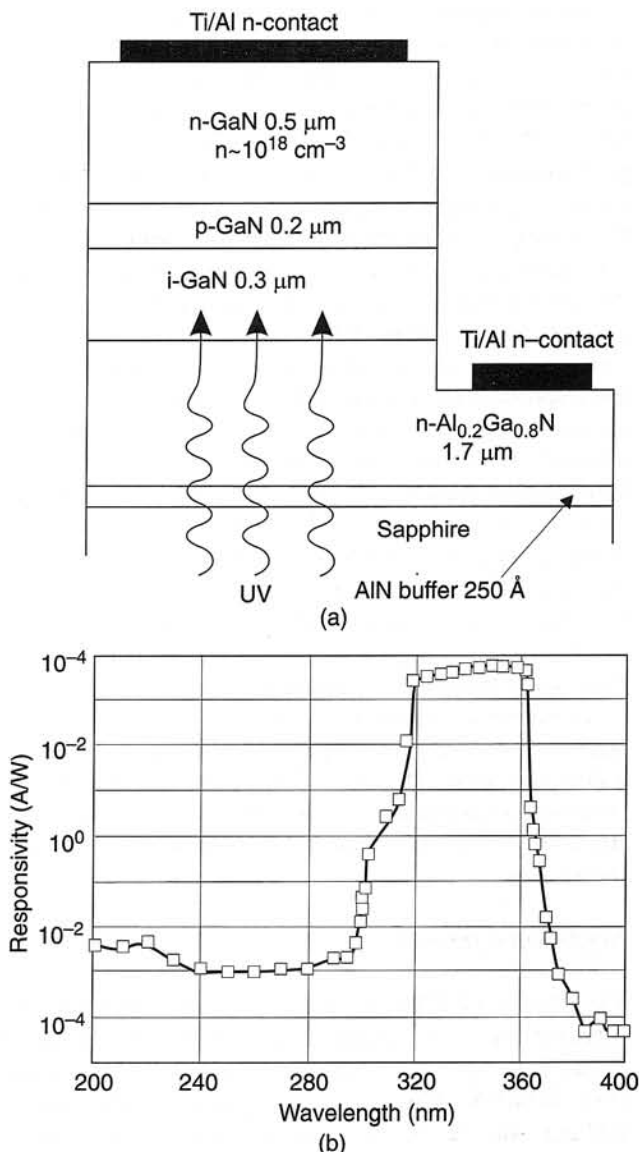 Ti/Al n-contact
n-GaN 0.5 μm
n~10¹⁸ cm⁻³
p-GaN 0.2 μm
i-GaN 0.3 μm
Ti/Al n–contact
n-Al₀.₂Ga₀.₈N
1.7 μm
Sapphire
UV
AlN buffer 250 Å
(a)
10⁻⁴
10⁻²
10⁰
10⁻²
10⁻⁴
Responsivity (A/W)
200 240 280 320 360 400
Wavelength (nm)
(b)